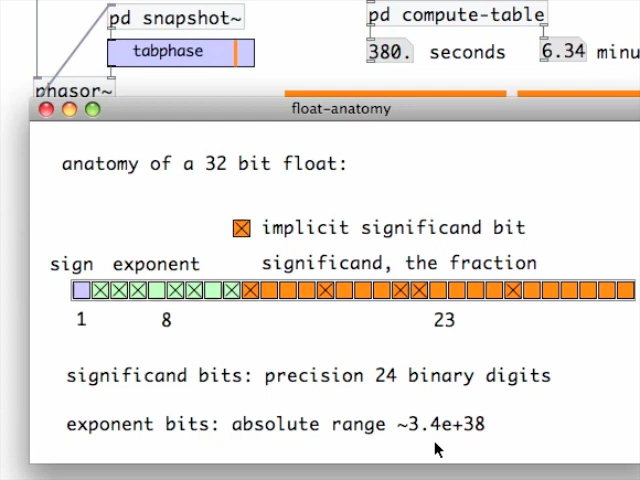 pd snapshot~
pd compute-table
tabphase
380. seconds 6.34 minu
phasor~
float-anatomy
anatomy of a 32 bit float:
implicit significand bit
sign exponent significand, the fraction
1 8 23
significand bits: precision 24 binary digits
exponent bits: absolute range ~3.4e+38